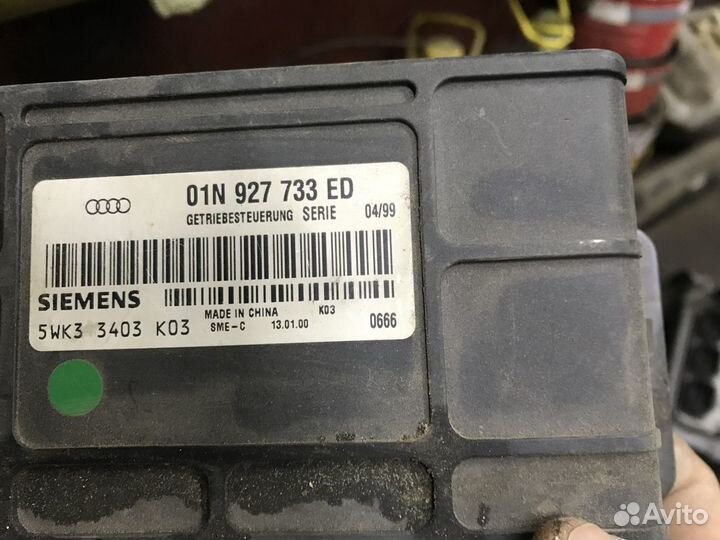 01N 927 733 ED
GETRIEBESTEUERUNG SERIE 04/99
SIEMENS
MADE IN CHINA K03
5WK3 3403 K03 SME-C 13.01.00 0666
Avito